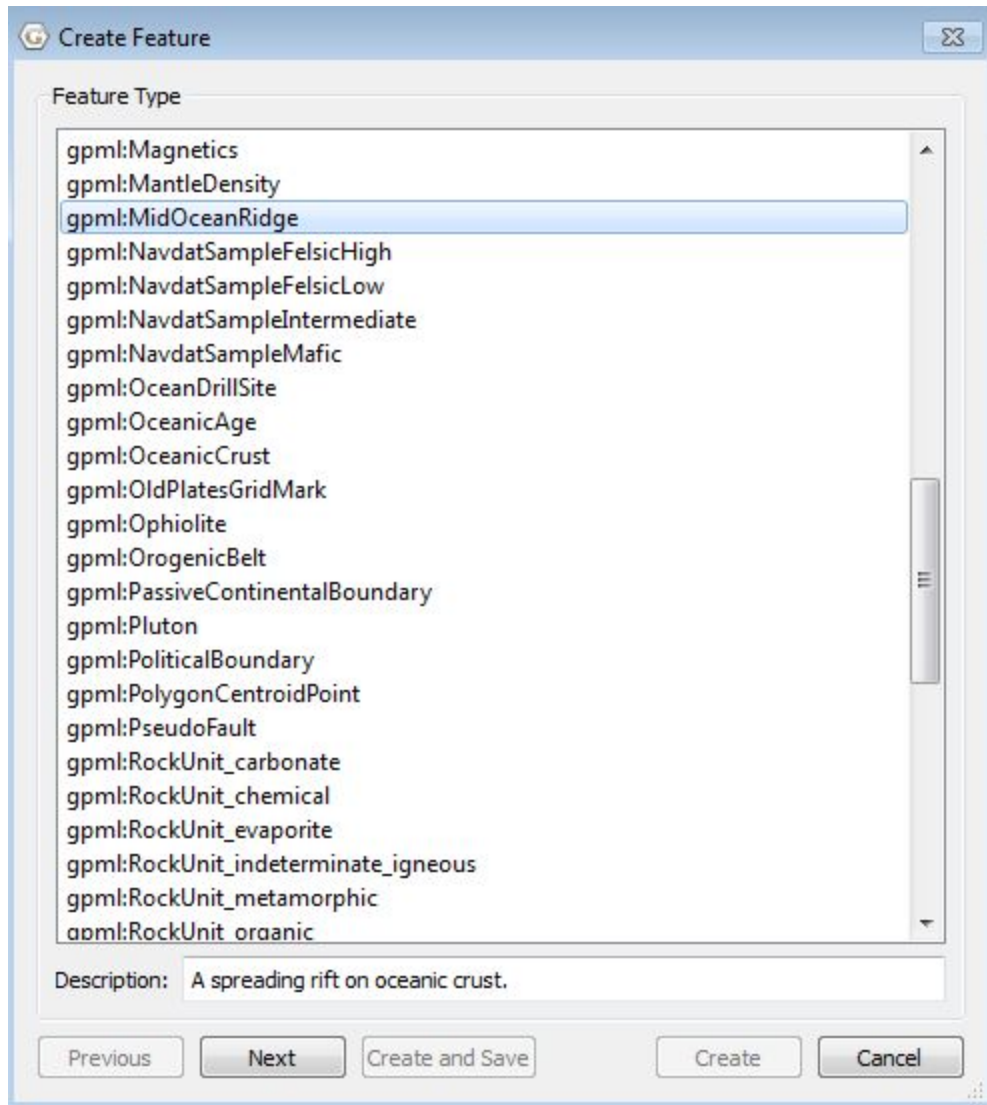 Create Feature
Feature Type
gpml:Magnetics
gpml:MantleDensity
gpml:MidOceanRidge
gpml:NavdatSampleFelsicHigh
gpml:NavdatSampleFelsicLow
gpml:NavdatSampleIntermediate
gpml:NavdatSampleMafic
gpml:OceanDrillSite
gpml:OceanicAge
gpml:OceanicCrust
gpml:OldPlatesGridMark
gpml:Ophiolite
gpml:OrogenicBelt
gpml:PassiveContinentalBoundary
gpml:Pluton
gpml:PoliticalBoundary
gpml:PolygonCentroidPoint
gpml:PseudoFault
gpml:RockUnit_carbonate
gpml:RockUnit_chemical
gpml:RockUnit_evaporite
gpml:RockUnit_indeterminate_igneous
gpml:RockUnit_metamorphic
gpml:RockUnit_organic
Description: A spreading rift on oceanic crust.
Previous Next Create and Save Create Cancel